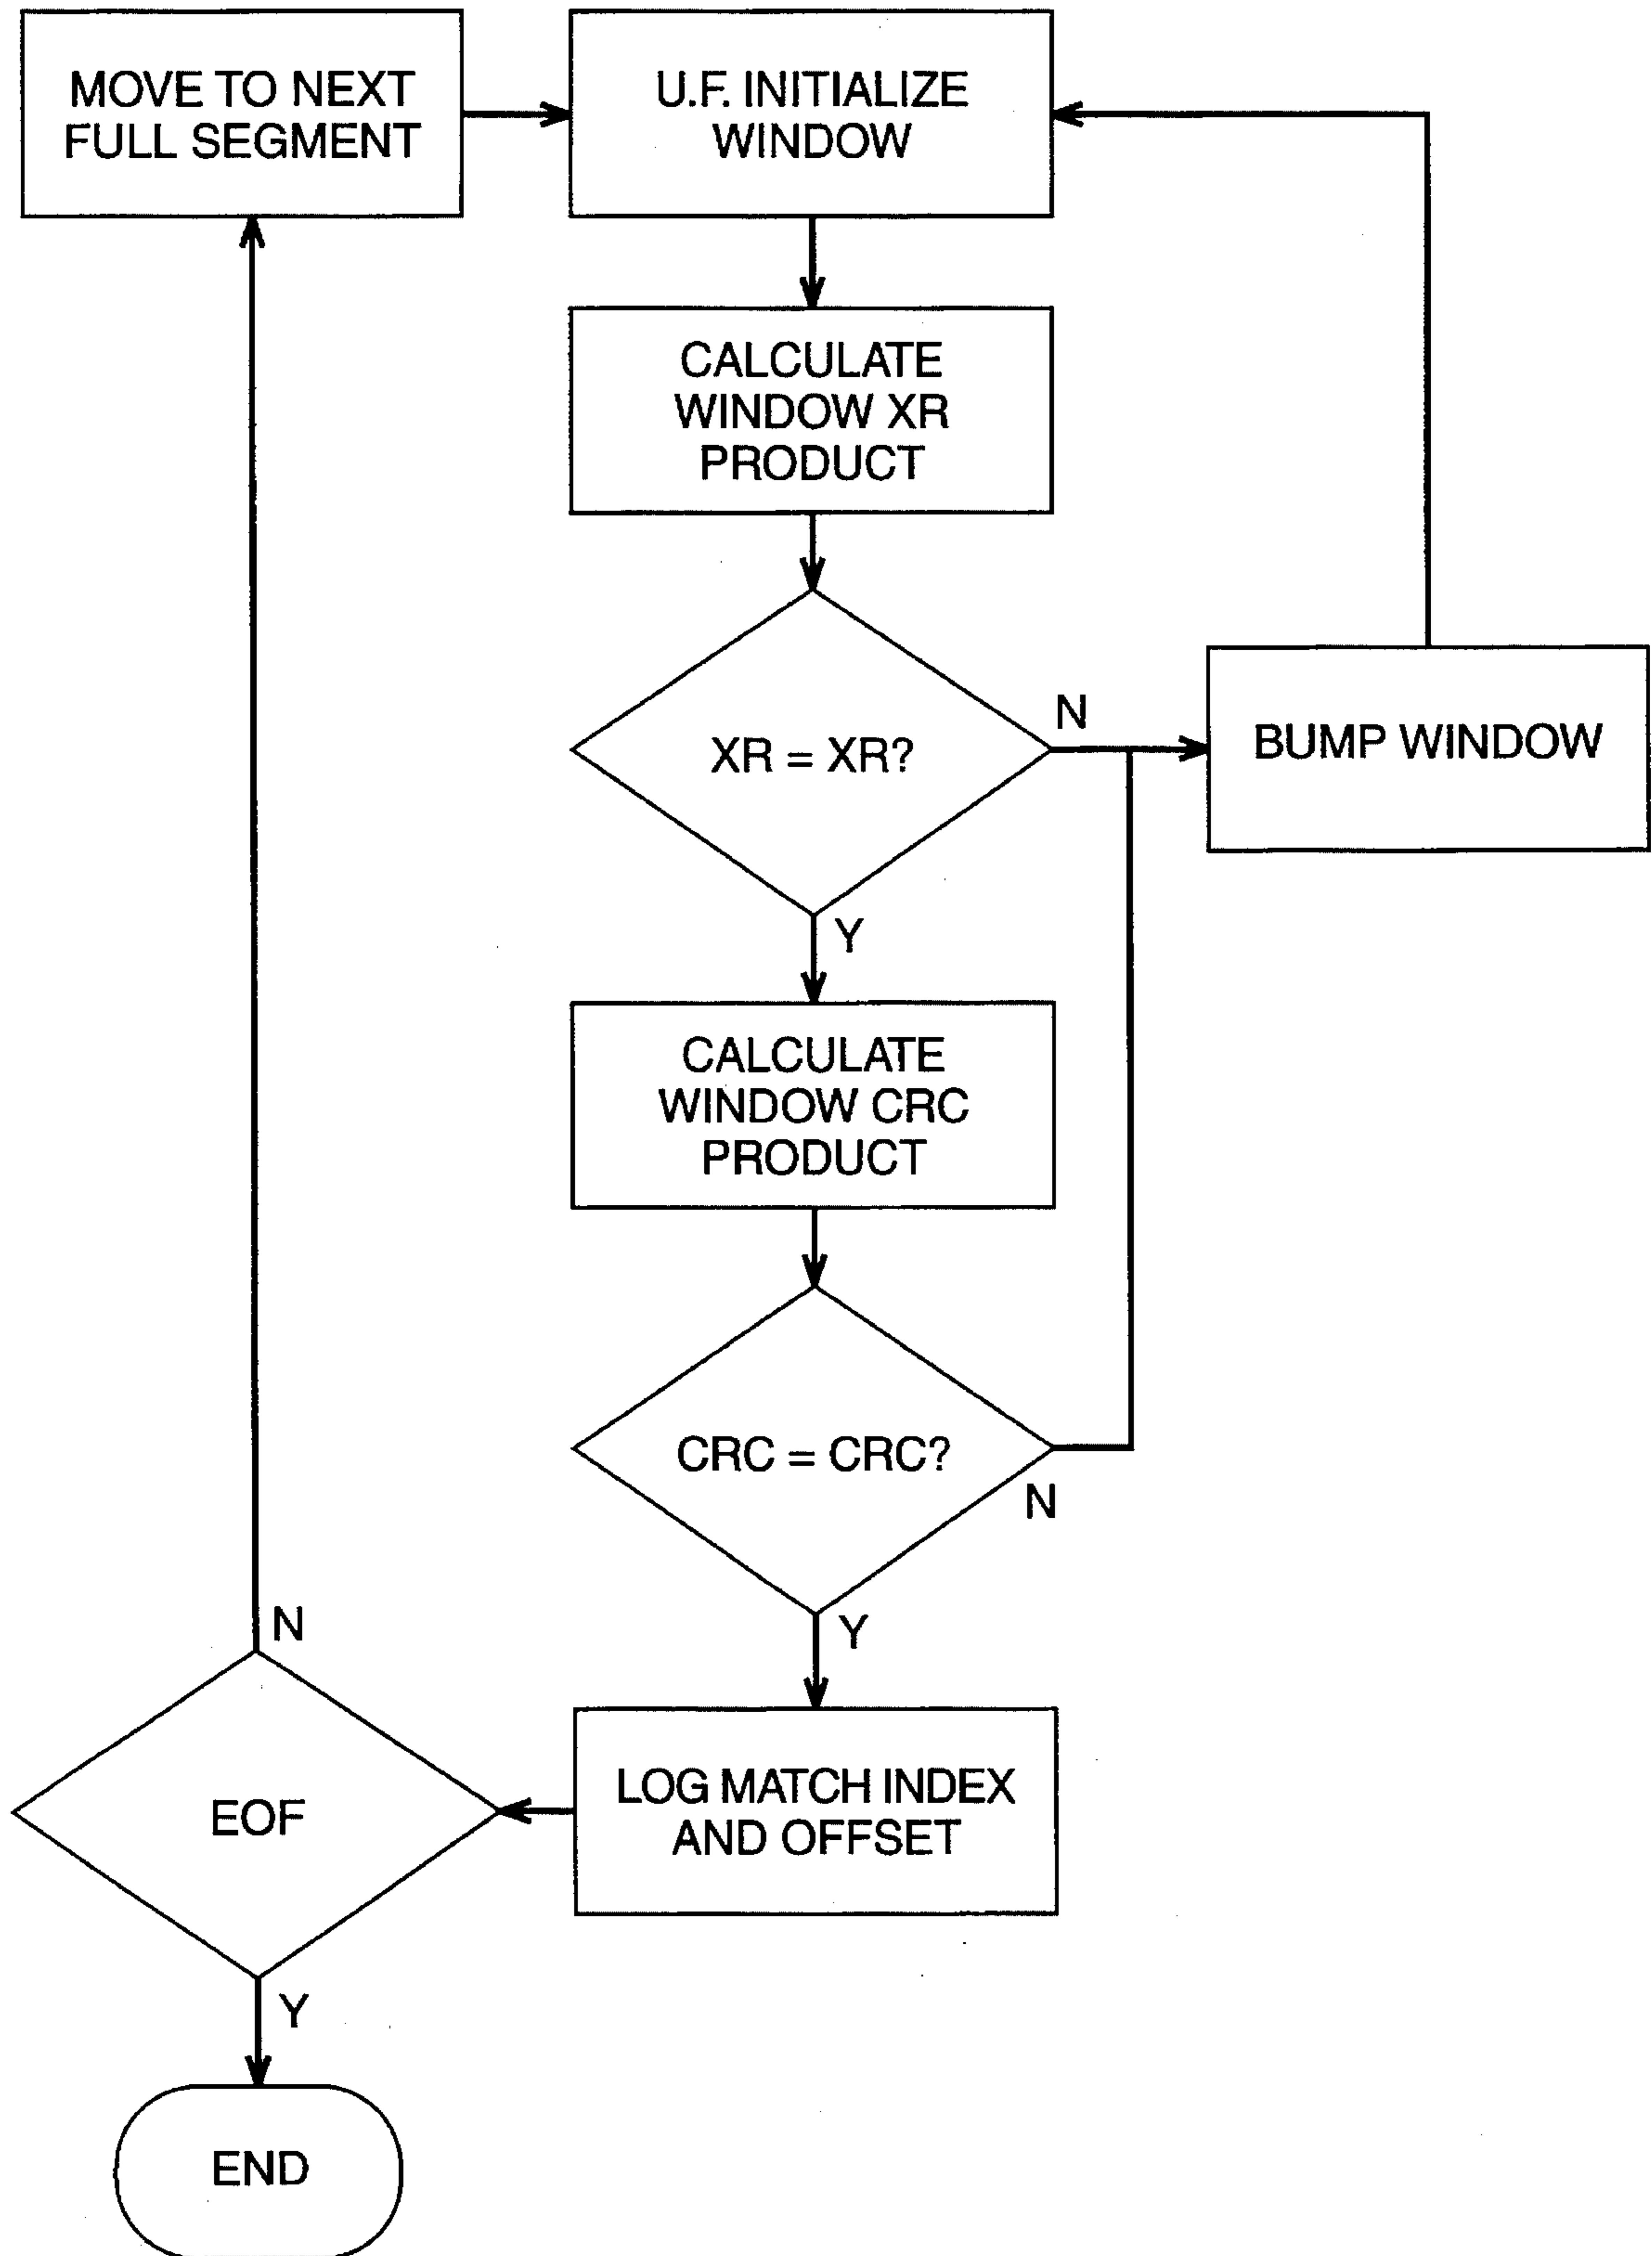 MOVE TO NEXT
FULL SEGMENT
U.F. INITIALIZE
WINDOW
CALCULATE
WINDOW XR
PRODUCT
XR = XR?
N
BUMP WINDOW
Y
CALCULATE
WINDOW CRC
PRODUCT
CRC = CRC?
N
Y
LOG MATCH INDEX
AND OFFSET
N
EOF
Y
END